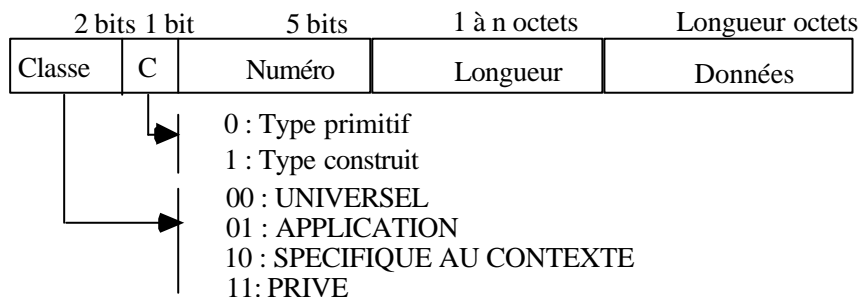 2 bits 1 bit 5 bits 1 à n octets Longueur octets
Classe C Numéro Longueur Données
0 : Type primitif
1 : Type construit
00 : UNIVERSEL
01 : APPLICATION
10 : SPECIFIQUE AU CONTEXTE
11: PRIVE